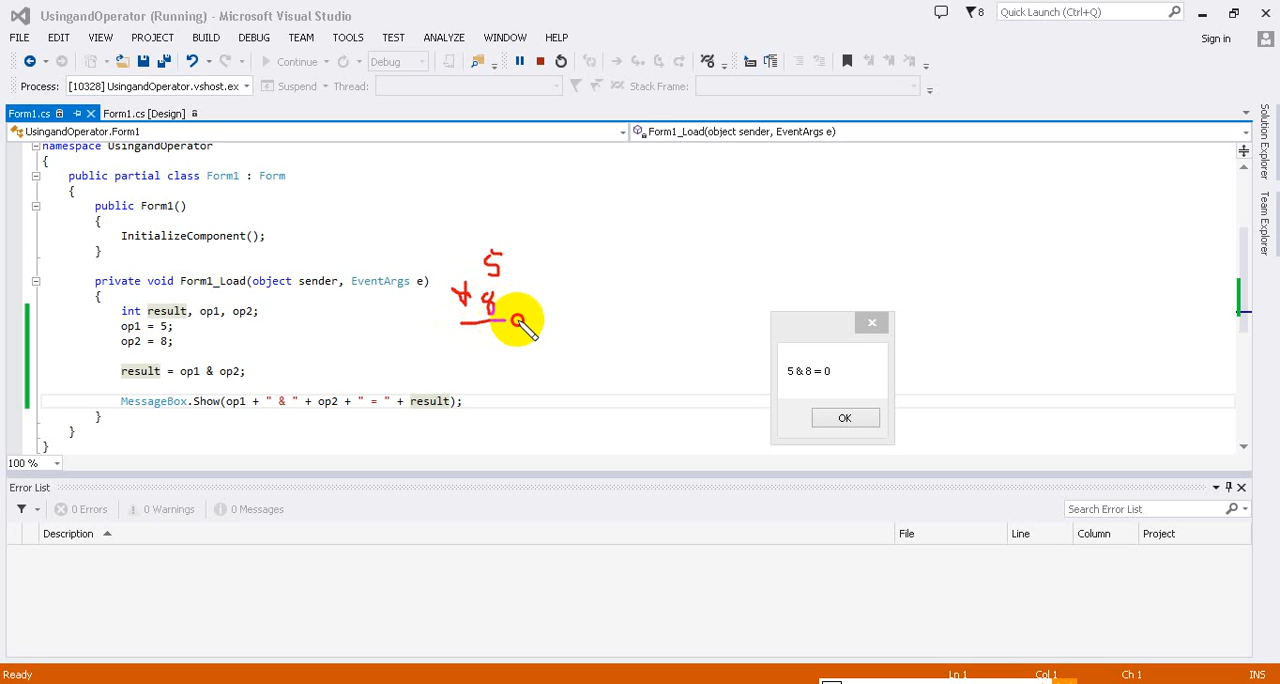 UsingandOperator (Running) - Microsoft Visual Studio
8
Quick Launch (Ctrl+Q)
FILE EDIT VIEW PROJECT BUILD DEBUG TEAM TOOLS TEST ANALYZE WINDOW HELP
Sign in
Continue Debug
Process: [10328] UsingandOperator.vshost.ex Suspend Thread: Stack Frame:
Form1.cs Form1.cs [Design]
UsingandOperator.Form1 Form1_Load(object sender, EventArgs e)
namespace UsingandOperator
{
public partial class Form1 : Form
{
public Form1()
{
InitializeComponent();
}
private void Form1_Load(object sender, EventArgs e)
{
int result, op1, op2;
op1 = 5;
op2 = 8;
result = op1 & op2;
MessageBox.Show(op1 + " & " + op2 + " = " + result);
}
}
}
5
8
5 & 8 = 0
OK
Solution Explorer
Team Explorer
100 %
Error List
0 Errors 0 Warnings 0 Messages
Search Error List
Description File Line Column Project
Ready Ln 1 Col 1 Ch 1 INS